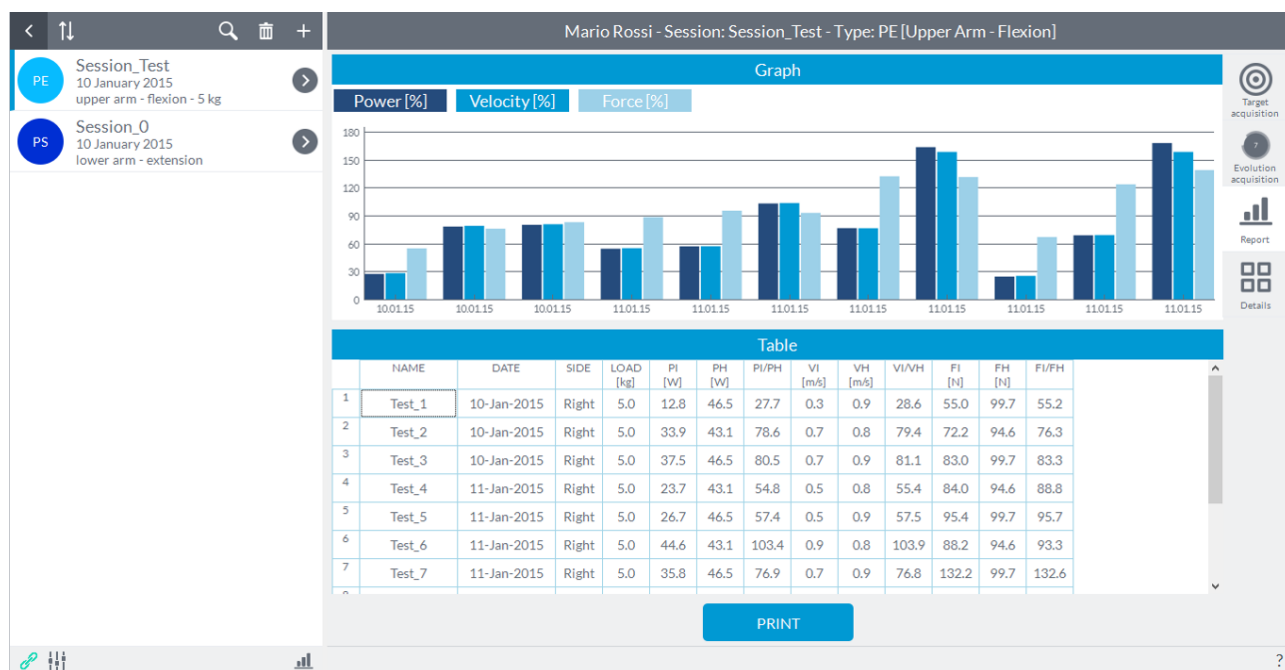 Mario Rossi - Session: Session_Test - Type: PE [Upper Arm - Flexion]
PE
Session_Test
10 January 2015
upper arm - flexion - 5 kg
PS
Session_0
10 January 2015
lower arm - extension
Graph
Power [%] Velocity [%] Force [%]
180
150
120
90
60
30
0
10.01.15 10.01.15 10.01.15 11.01.15 11.01.15 11.01.15 11.01.15 11.01.15 11.01.15 11.01.15 11.01.15
Target
acquisition
7
Evolution
acquisition
Report
Details
Table
NAME DATE SIDE LOAD [kg] PI [W] PH [W] PI/PH VI [m/s] VH [m/s] VI/VH FI [N] FH [N] FI/FH
1 Test_1 10-Jan-2015 Right 5.0 12.8 46.5 27.7 0.3 0.9 28.6 55.0 99.7 55.2
2 Test_2 10-Jan-2015 Right 5.0 33.9 43.1 78.6 0.7 0.8 79.4 72.2 94.6 76.3
3 Test_3 10-Jan-2015 Right 5.0 37.5 46.5 80.5 0.7 0.9 81.1 83.0 99.7 83.3
4 Test_4 11-Jan-2015 Right 5.0 23.7 43.1 54.8 0.5 0.8 55.4 84.0 94.6 88.8
5 Test_5 11-Jan-2015 Right 5.0 26.7 46.5 57.4 0.5 0.9 57.5 95.4 99.7 95.7
6 Test_6 11-Jan-2015 Right 5.0 44.6 43.1 103.4 0.9 0.8 103.9 88.2 94.6 93.3
7 Test_7 11-Jan-2015 Right 5.0 35.8 46.5 76.9 0.7 0.9 76.8 132.2 99.7 132.6
PRINT
?